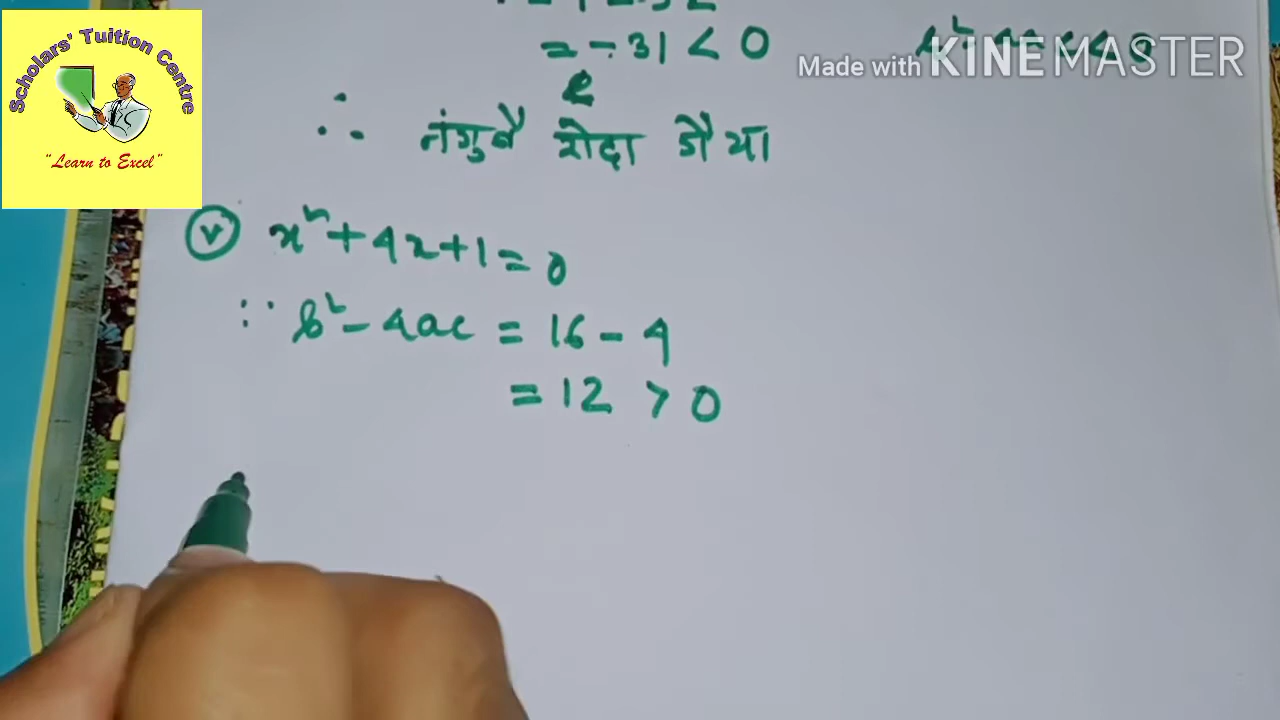 Scholars' Tuition Centre
"Learn to Excel"
Made with KINEMASTER
= -31 < 0
∴ नंगुबै रोदा जैया
(v) x² + 4x + 1 = 0
∵ b² - 4ac = 16 - 4
= 12 > 0